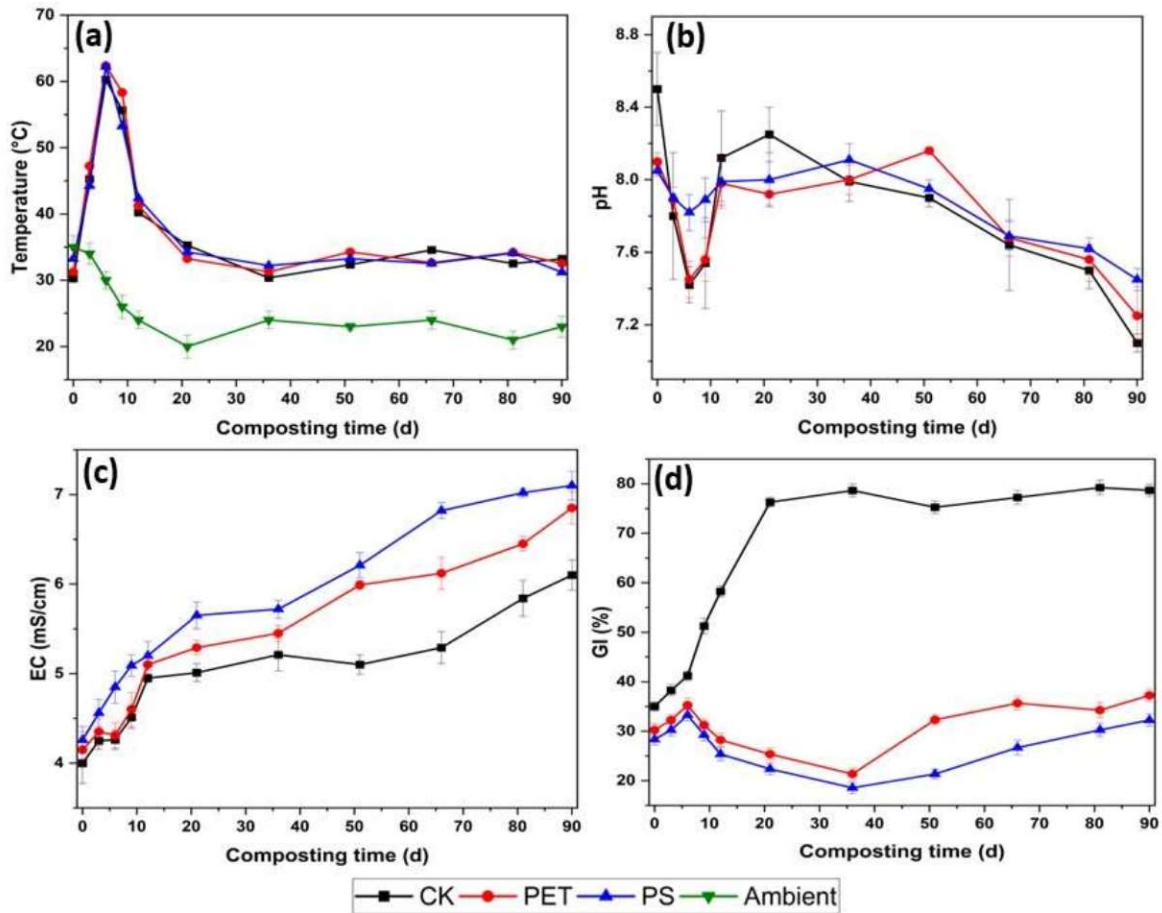 (a)
Temperature (°C)
70
60
50
40
30
20
0 10 20 30 40 50 60 70 80 90
Composting time (d)
(b)
pH
8.8
8.4
8.0
7.6
7.2
0 10 20 30 40 50 60 70 80 90
Composting time (d)
(c)
EC (mS/cm)
7
6
5
4
0 10 20 30 40 50 60 70 80 90
Composting time (d)
(d)
GI (%)
80
70
60
50
40
30
20
0 10 20 30 40 50 60 70 80 90
Composting time (d)
CK PET PS Ambient